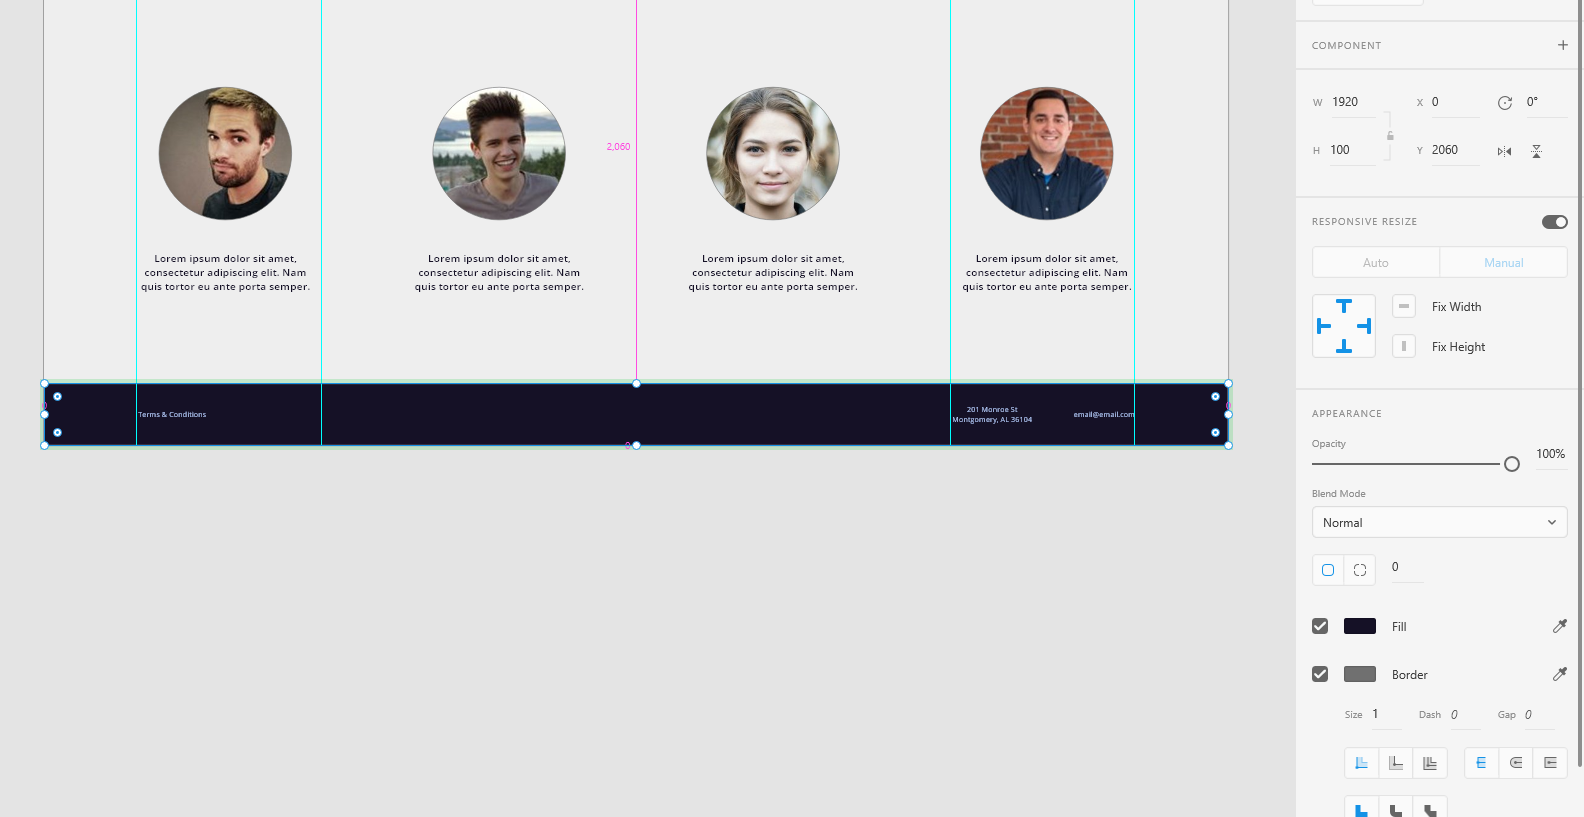 COMPONENT
+
W 1920
X 0
0°
H 100
Y 2060
2,060
RESPONSIVE RESIZE
Auto
Manual
Lorem ipsum dolor sit amet,
consectetur adipiscing elit. Nam
quis tortor eu ante porta semper.
Lorem ipsum dolor sit amet,
consectetur adipiscing elit. Nam
quis tortor eu ante porta semper.
Lorem ipsum dolor sit amet,
consectetur adipiscing elit. Nam
quis tortor eu ante porta semper.
Lorem ipsum dolor sit amet,
consectetur adipiscing elit. Nam
quis tortor eu ante porta semper.
Fix Width
Fix Height
Terms & Conditions
201 Monroe St
Montgomery, AL 36104
email@email.com
0
APPEARANCE
Opacity
100%
Blend Mode
Normal
0
Fill
Border
Size 1
Dash 0
Gap 0